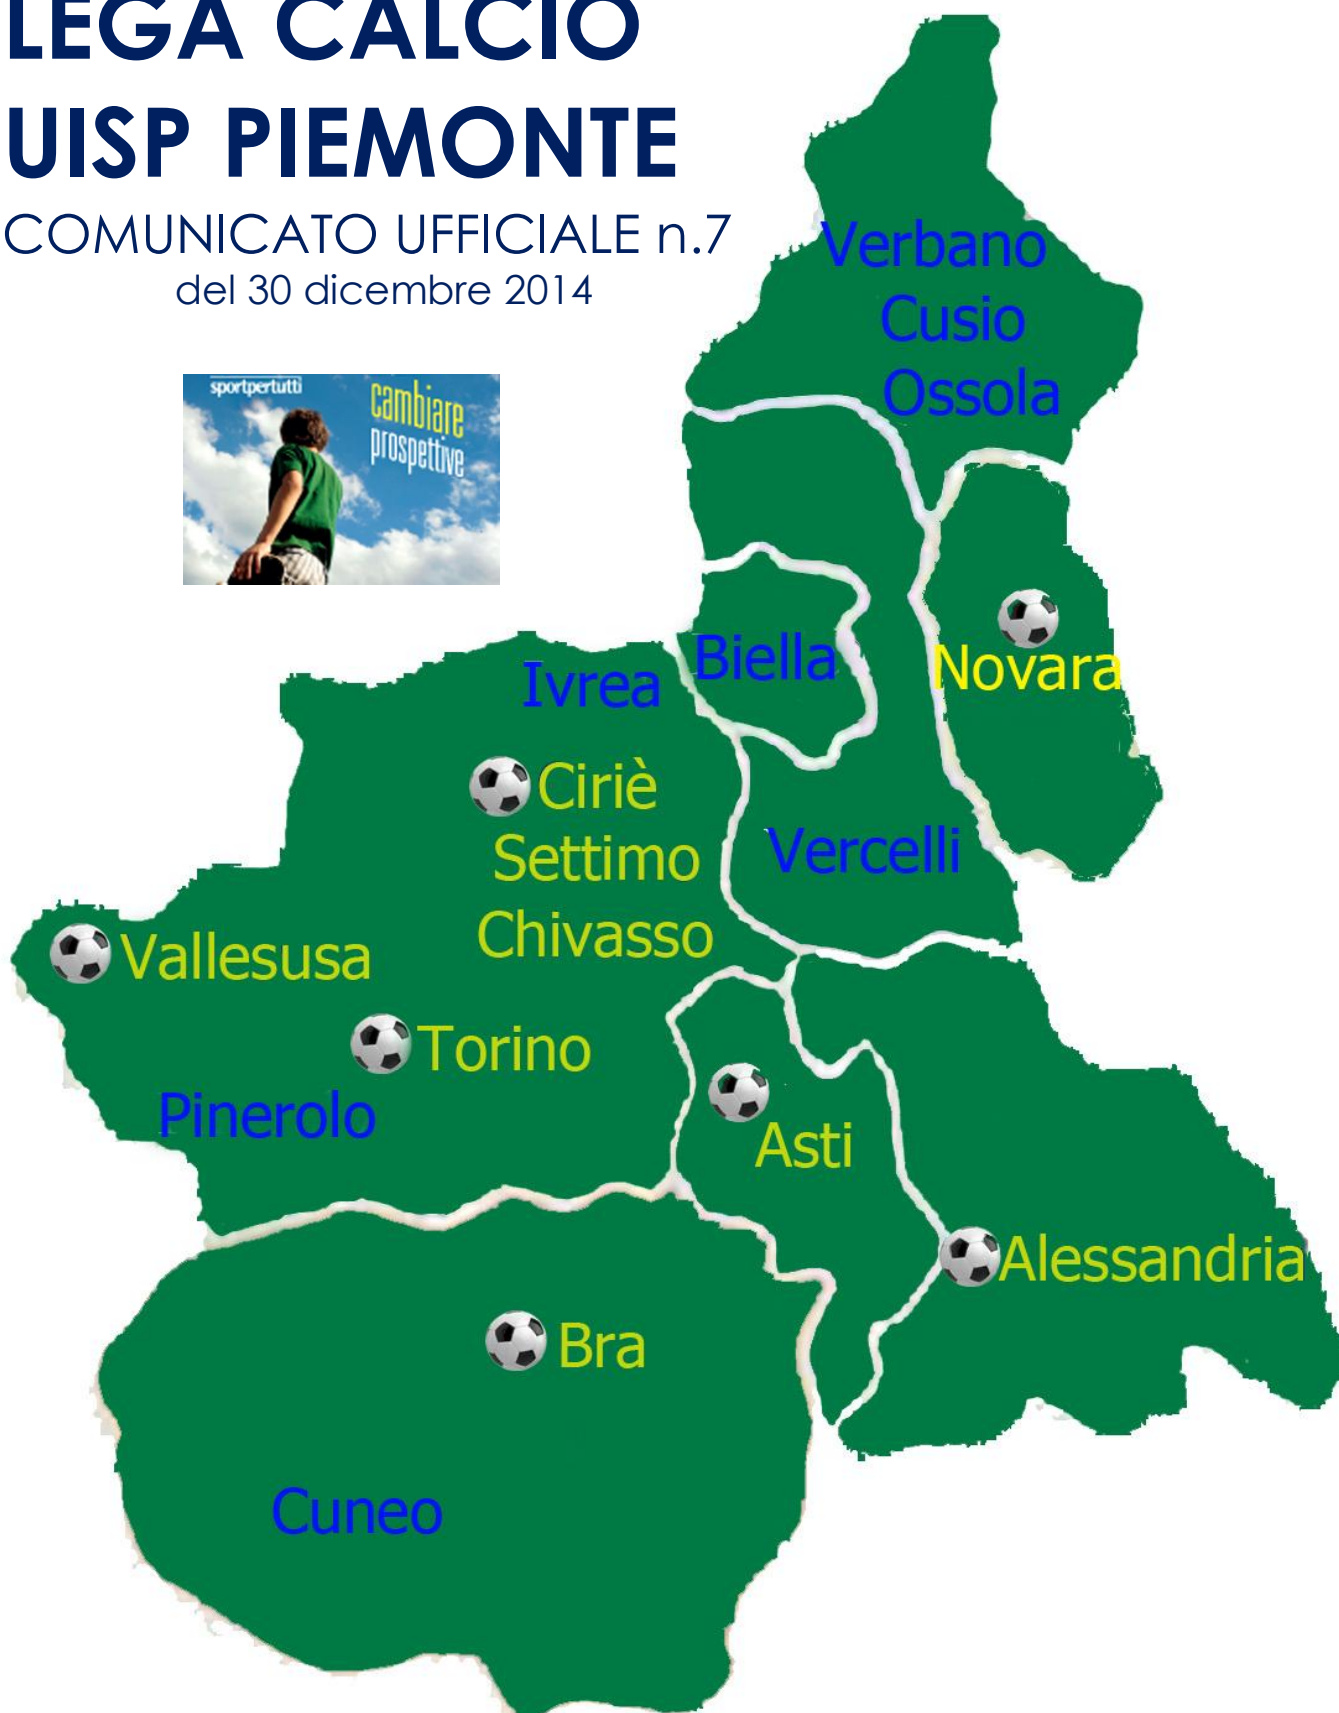 LEGA CALCIO
UISP PIEMONTE
COMUNICATO UFFICIALE n.7
del 30 dicembre 2014
sportpertutti
cambiare
prospettive
Verbano
Cusio
Ossola
Biella
Novara
Ivrea
Ciriè
Settimo
Chivasso
Vercelli
Vallesusa
Torino
Pinerolo
Asti
Alessandria
Bra
Cuneo